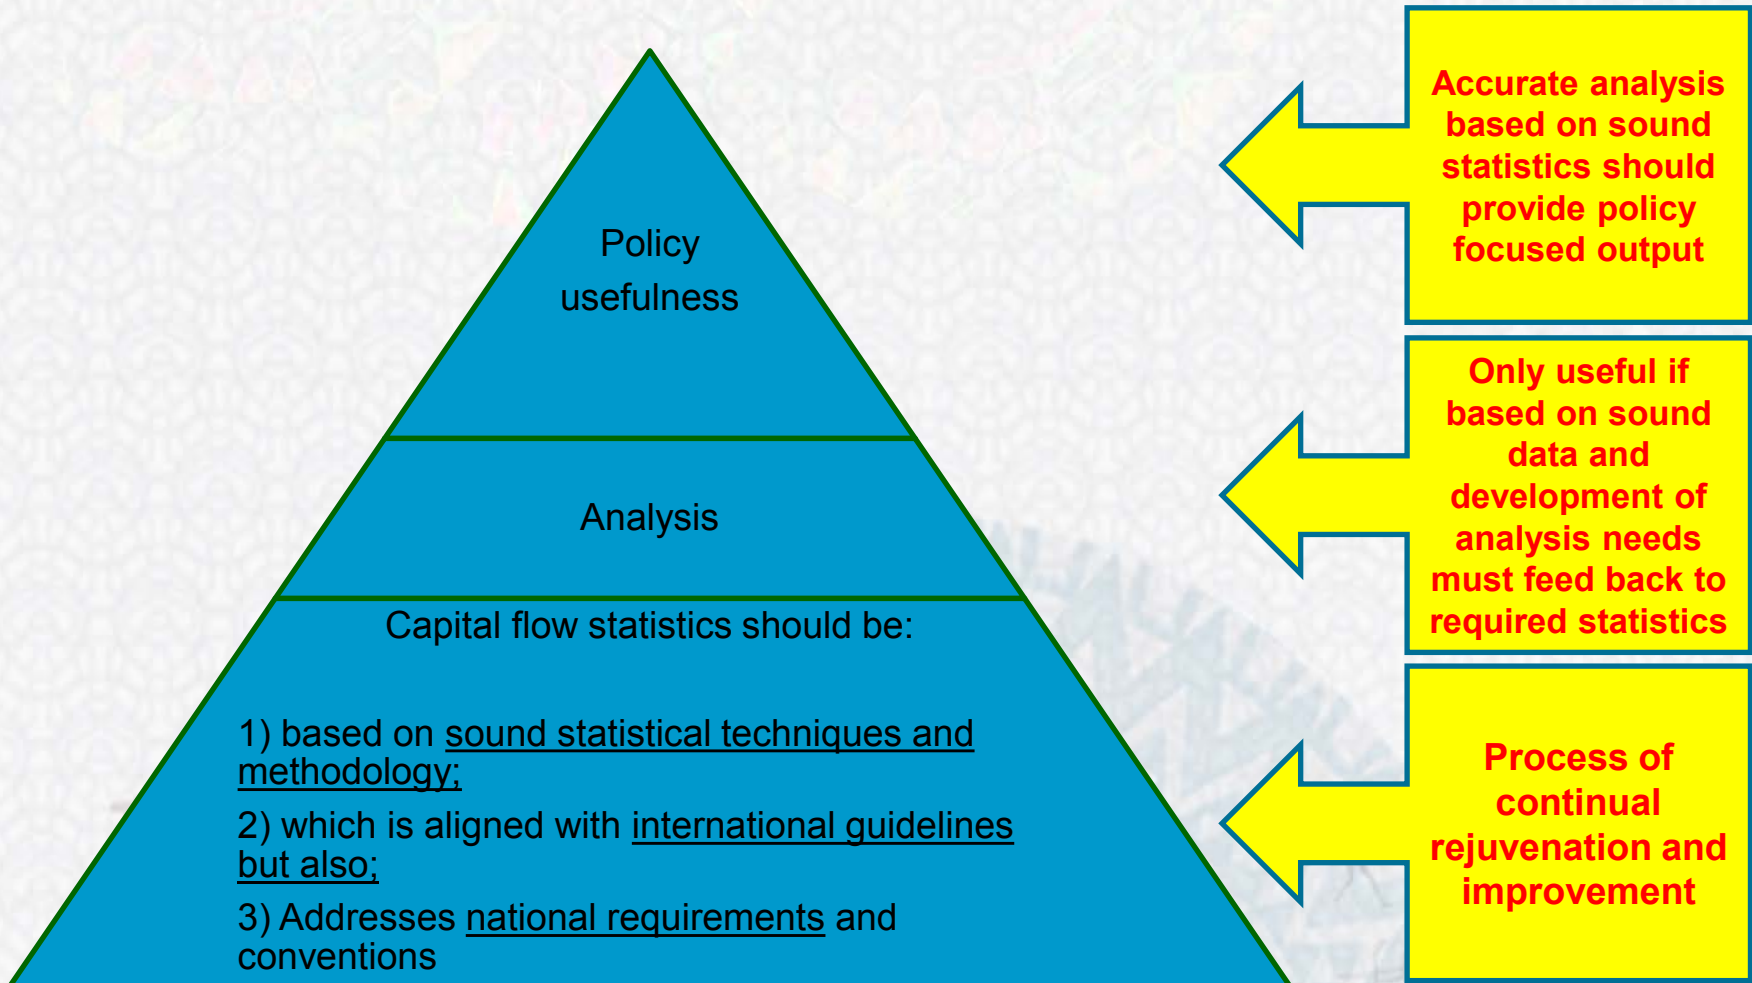 Policy
usefulness
Analysis
Capital flow statistics should be:
1) based on sound statistical techniques and
methodology;
2) which is aligned with international guidelines
but also;
3) Addresses national requirements and
conventions
Accurate analysis
based on sound
statistics should
provide policy
focused output
Only useful if
based on sound
data and
development of
analysis needs
must feed back to
required statistics
Process of
continual
rejuvenation and
improvement